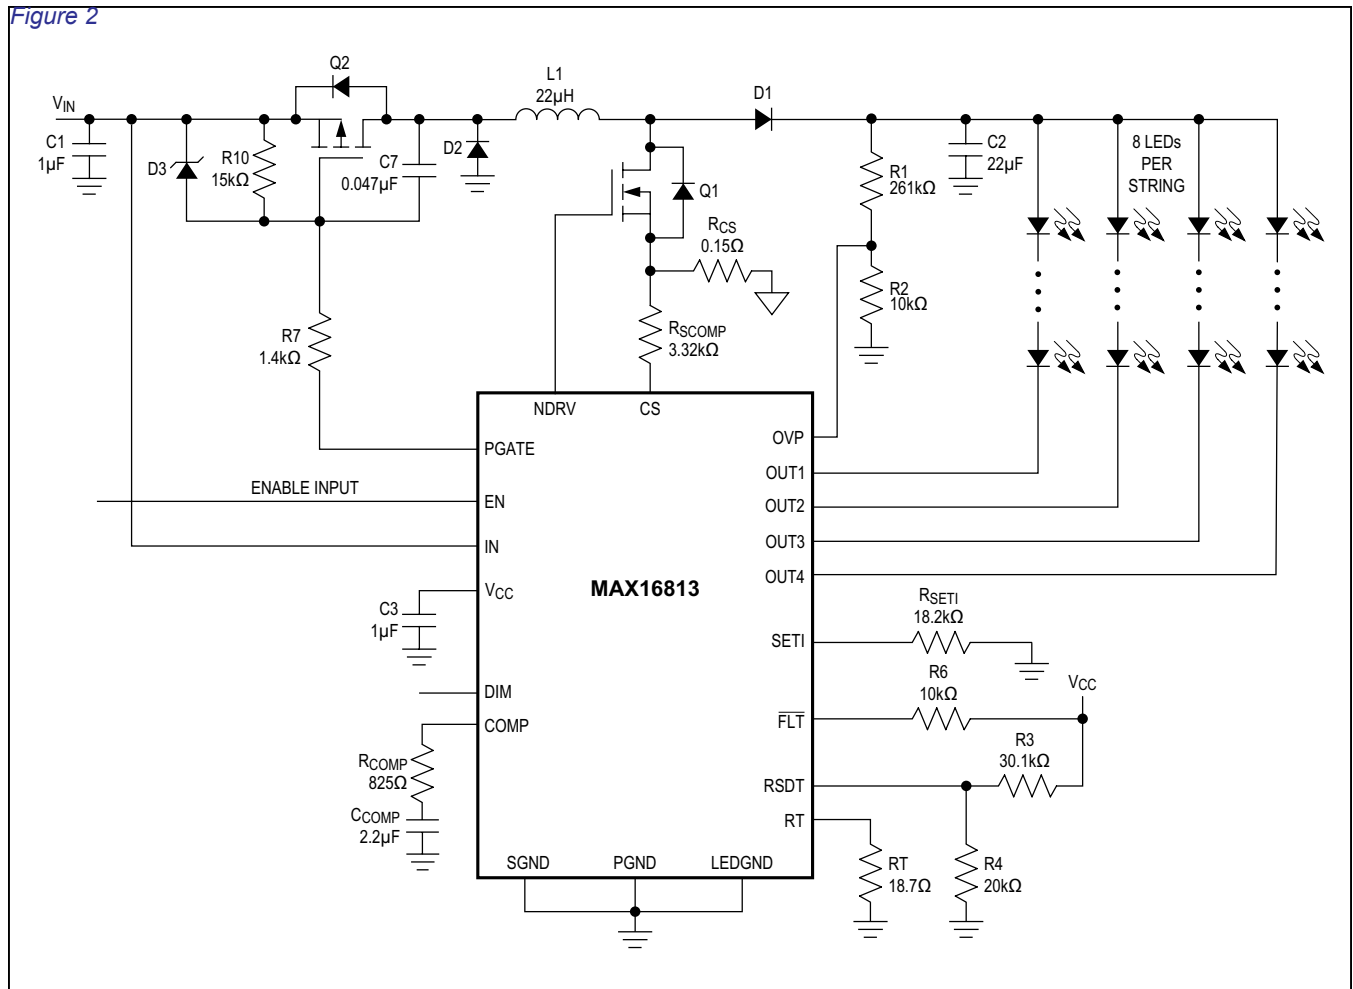 Figure 2
Q2
L1
22µH
D1
VIN
C1
1µF
D3
R10
15kΩ
C7
0.047µF
D2
Q1
RCS
0.15Ω
R1
261kΩ
C2
22µF
8 LEDs
PER
STRING
R2
10kΩ
R7
1.4kΩ
RSCOMP
3.32kΩ
NDRV
CS
PGATE
OVP
OUT1
ENABLE INPUT
EN
OUT2
IN
OUT3
OUT4
MAX16813
VCC
C3
1µF
RSETI
18.2kΩ
SETI
R6
10kΩ
VCC
DIM
FLT
COMP
R3
30.1kΩ
RCOMP
825Ω
RSDT
CCOMP
2.2µF
RT
SGND
PGND
LEDGND
RT
18.7Ω
R4
20kΩ